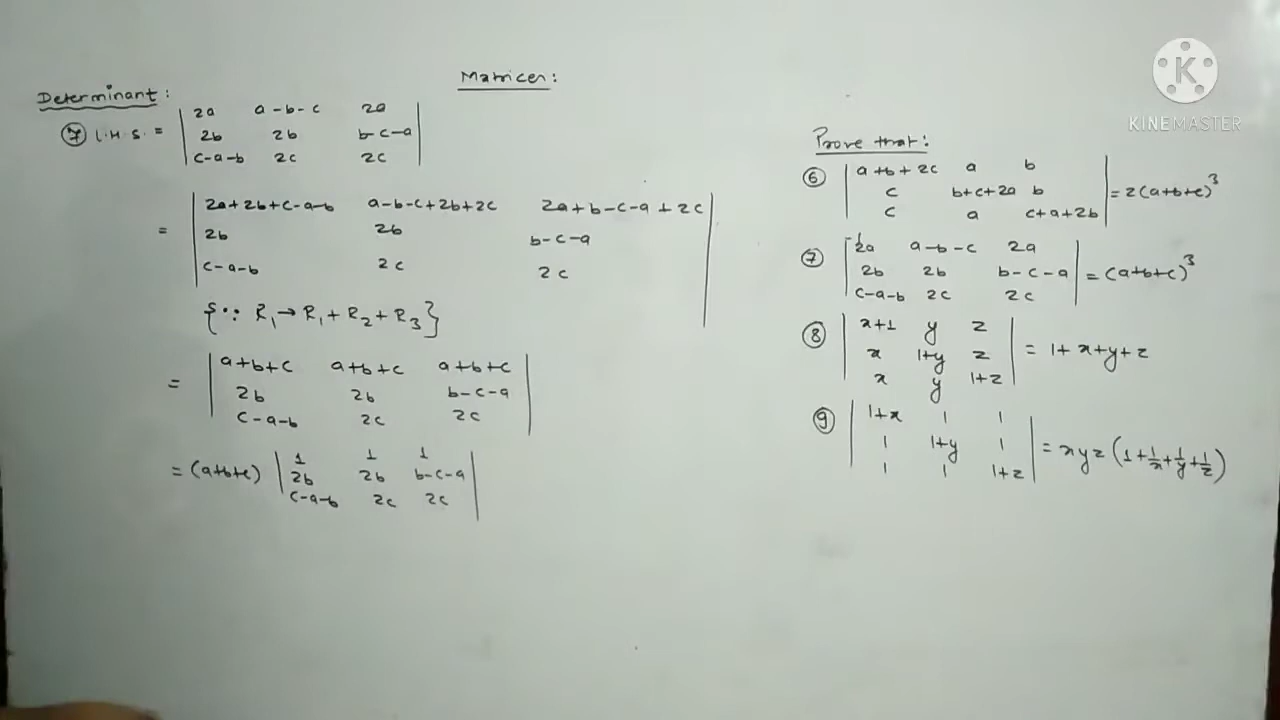 Matrices:
Determinant:
⑦ L.H.S. = | 2a a-b-c 2a |
| 2b 2b b-c-a |
| c-a-b 2c 2c |
= | 2a+2b+c-a-b a-b-c+2b+2c 2a+b-c-a+2c |
| 2b 2b b-c-a |
| c-a-b 2c 2c |
{∵ R₁→R₁+R₂+R₃}
= | a+b+c a+b+c a+b+c |
| 2b 2b b-c-a |
| c-a-b 2c 2c |
= (a+b+c) | 1 1 1 |
| 2b 2b b-c-a |
| c-a-b 2c 2c |
KINEMASTER
Prove that:
⑥ | a+b+2c a b |
| c b+c+2a b | = 2(a+b+c)³
| c a c+a+2b |
⑦ | 2a a-b-c 2a |
| 2b 2b b-c-a | = (a+b+c)³
| c-a-b 2c 2c |
⑧ | x+1 y z |
| x 1+y z | = 1+x+y+z
| x y 1+z |
⑨ | 1+x 1 1 |
| 1 1+y 1 | = xyz(1+1/x+1/y+1/z)
| 1 1 1+z |